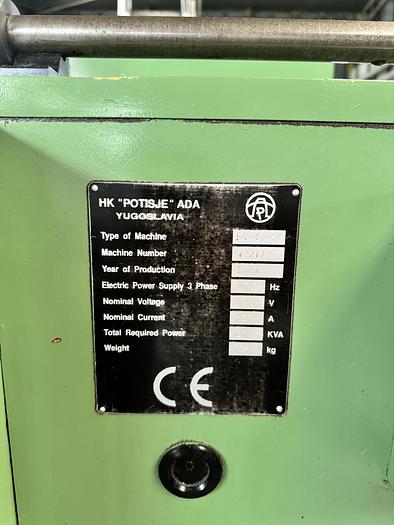 HK "POTISJE" ADA
YUGOSLAVIA
Type of Machine
Machine Number
Year of Production
Electric Power Supply 3 Phase Hz
Nominal Voltage V
Nominal Current A
Total Required Power KVA
Weight kg
CE